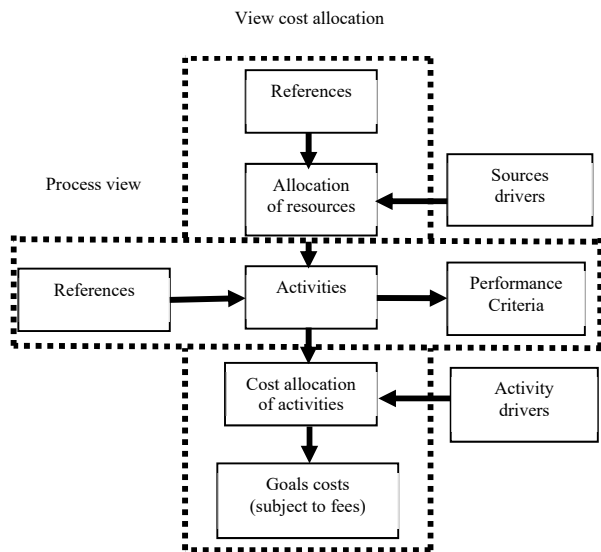 View cost allocation
References
Process view
Allocation
of resources
Sources
drivers
References
Activities
Performance
Criteria
Cost allocation
of activities
Activity
drivers
Goals costs
(subject to fees)